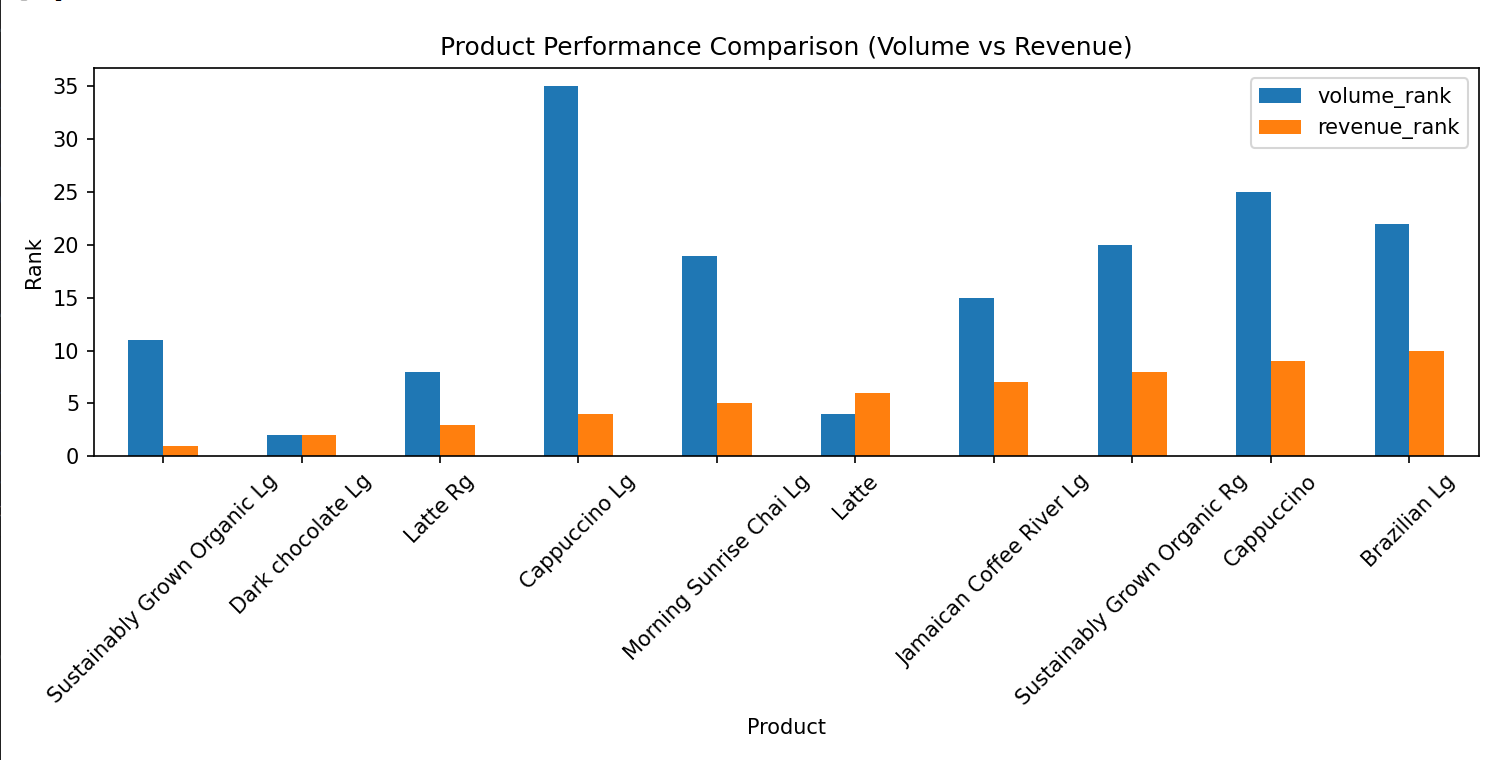 Product Performance Comparison (Volume vs Revenue)
volume_rank
revenue_rank
35
30
25
20
15
10
5
0
Rank
Sustainably Grown Organic Lg
Dark chocolate Lg
Latte Rg
Cappuccino Lg
Morning Sunrise Chai Lg
Latte
Jamaican Coffee River Lg
Sustainably Grown Organic Rg
Cappuccino
Brazilian Lg
Product